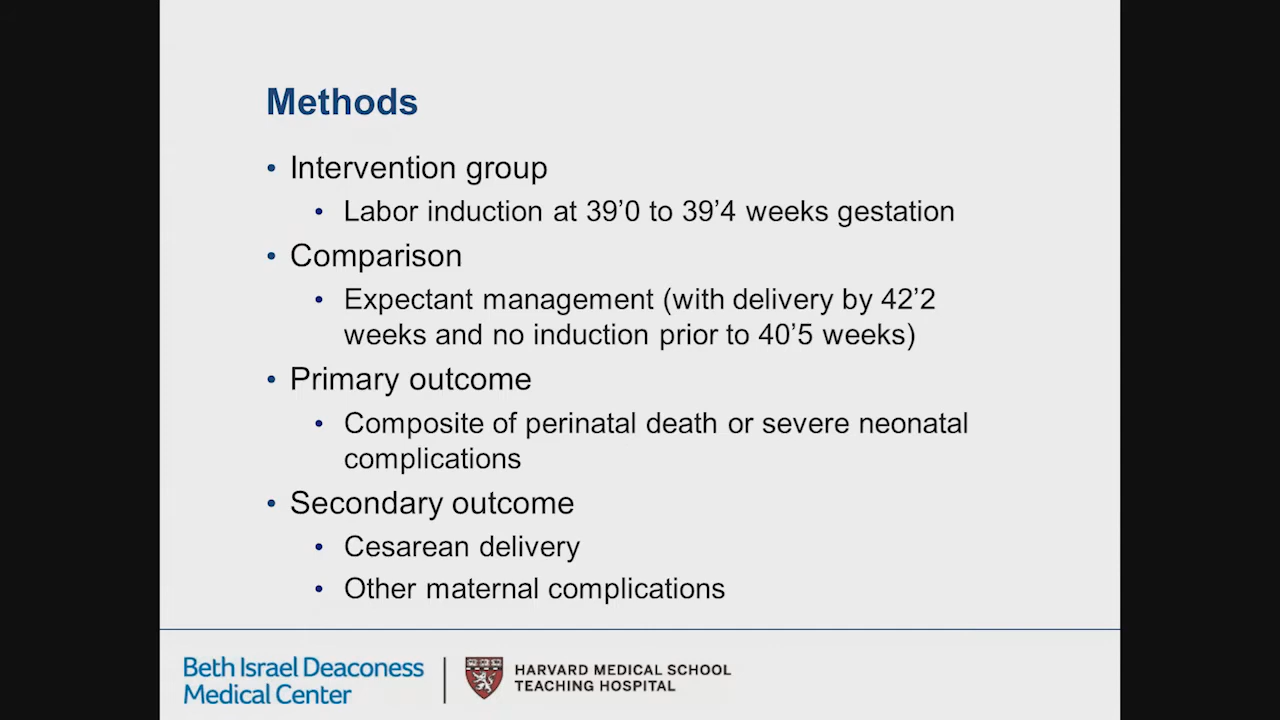 Methods
• Intervention group
• Labor induction at 39’0 to 39’4 weeks gestation
• Comparison
• Expectant management (with delivery by 42’2
weeks and no induction prior to 40’5 weeks)
• Primary outcome
• Composite of perinatal death or severe neonatal
complications
• Secondary outcome
• Cesarean delivery
• Other maternal complications
Beth Israel Deaconess
Medical Center
HARVARD MEDICAL SCHOOL
TEACHING HOSPITAL